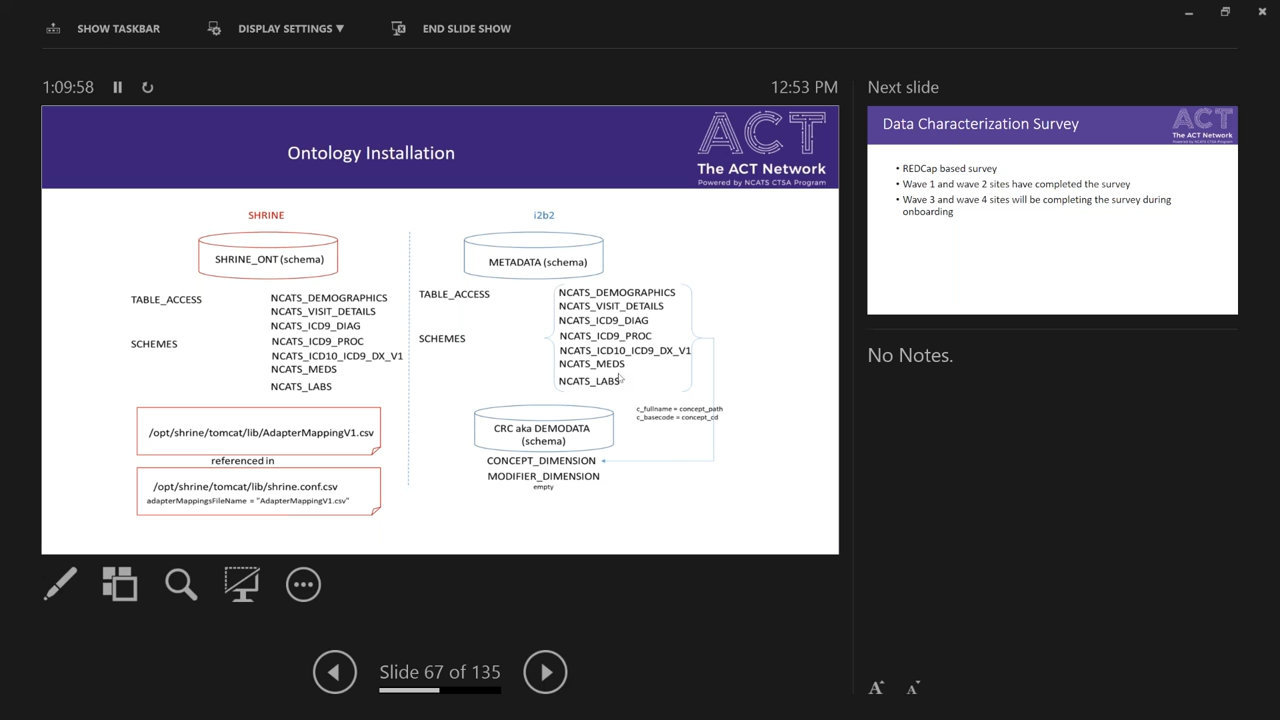 SHOW TASKBAR
DISPLAY SETTINGS ▼
END SLIDE SHOW
1:09:58
12:53 PM
Ontology Installation
ACT
The ACT Network
Powered by NCATS CTSA Program
SHRINE
SHRINE_ONT (schema)
TABLE_ACCESS
SCHEMES
NCATS_DEMOGRAPHICS
NCATS_VISIT_DETAILS
NCATS_ICD9_DIAG
NCATS_ICD9_PROC
NCATS_ICD10_ICD9_DX_V1
NCATS_MEDS
NCATS_LABS
/opt/shrine/tomcat/lib/AdapterMappingV1.csv
referenced in
/opt/shrine/tomcat/lib/shrine.conf.csv
adapterMappingsFileName = "AdapterMappingV1.csv"
i2b2
METADATA (schema)
TABLE_ACCESS
SCHEMES
NCATS_DEMOGRAPHICS
NCATS_VISIT_DETAILS
NCATS_ICD9_DIAG
NCATS_ICD9_PROC
NCATS_ICD10_ICD9_DX_V1
NCATS_MEDS
NCATS_LABS
c_fullname = concept_path
c_basecode = concept_cd
CRC aka DEMODATA
(schema)
CONCEPT_DIMENSION
MODIFIER_DIMENSION
empty
Slide 67 of 135
Next slide
Data Characterization Survey
ACT
The ACT Network
Powered by NCATS CTSA Program
• REDCap based survey
• Wave 1 and wave 2 sites have completed the survey
• Wave 3 and wave 4 sites will be completing the survey during
onboarding
No Notes.
A A